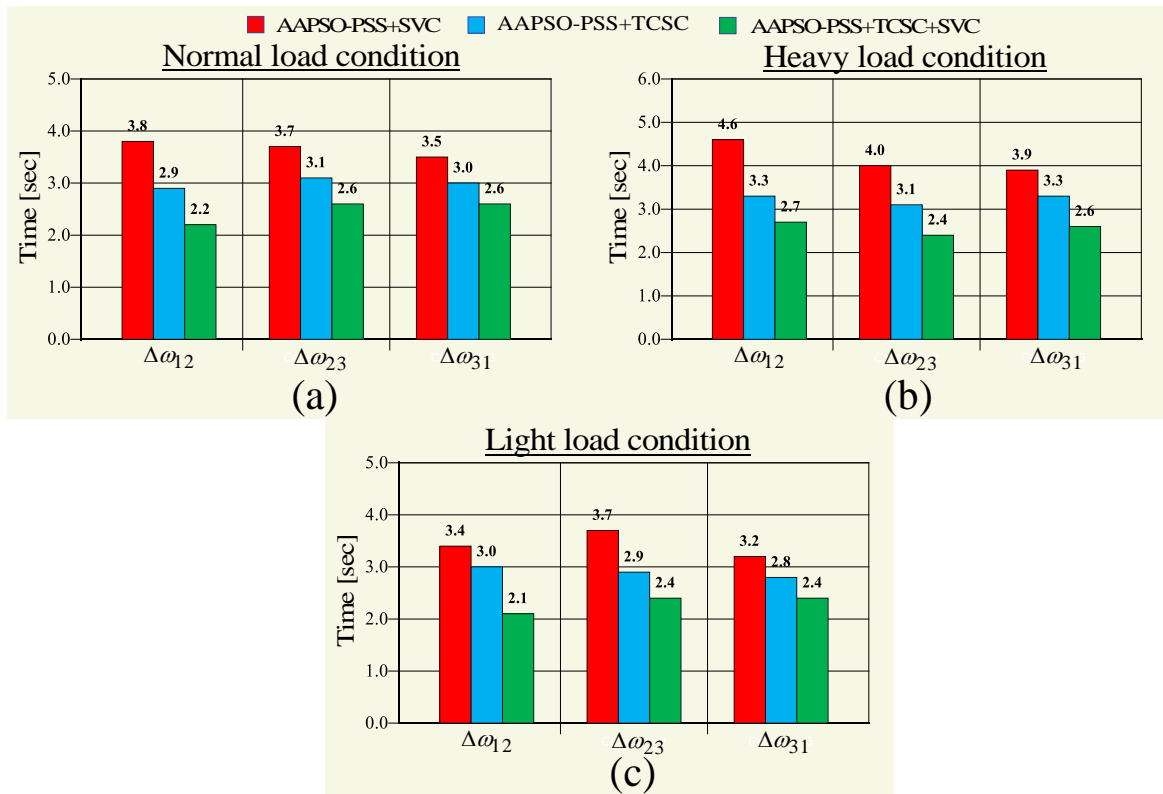 AAPSO-PSS+SVC AAPSO-PSS+TCSC AAPSO-PSS+TCSC+SVC
Normal load condition
5.0
4.0
3.0
2.0
1.0
0.0
Time [sec]
3.8 2.9 2.2
3.7 3.1 2.6
3.5 3.0 2.6
Δω12 Δω23 Δω31
(a)
Heavy load condition
6.0
5.0
4.0
3.0
2.0
1.0
0.0
Time [sec]
4.6 3.3 2.7
4.0 3.1 2.4
3.9 3.3 2.6
Δω12 Δω23 Δω31
(b)
Light load condition
5.0
4.0
3.0
2.0
1.0
0.0
Time [sec]
3.4 3.0 2.1
3.7 2.9 2.4
3.2 2.8 2.4
Δω12 Δω23 Δω31
(c)